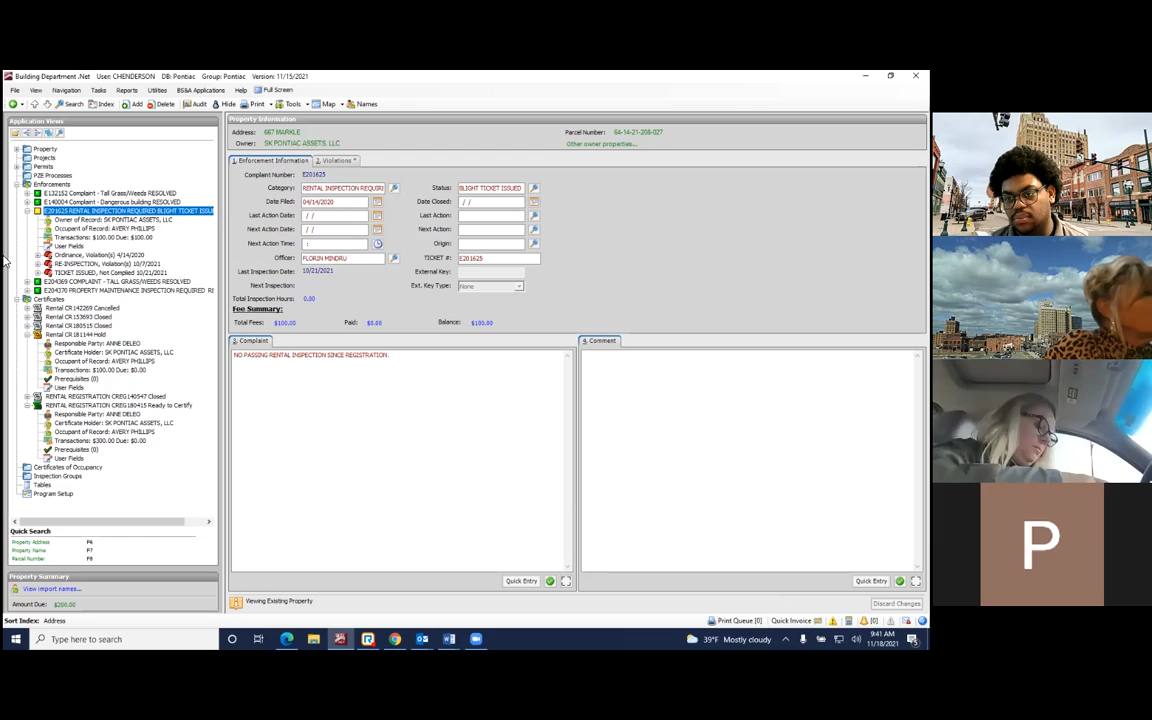 Building Department .Net User: CHENDERSON DB: Pontiac Group: Pontiac Version: 11/15/2021
File View Navigation Tasks Reports Utilities BS&A Applications Help Full Screen
Search Index Add Delete Audit Hide Print Tools Map Names
Application Views
Property
Projects
Permits
PZE Processes
Enforcements
E132152 Complaint - Tall Grass/Weeds RESOLVED
E140004 Complaint - Dangerous building RESOLVED
E201625 RENTAL INSPECTION REQUIRED BLIGHT TICKET ISSU
Owner of Record: SK PONTIAC ASSETS, LLC
Occupant of Record: AVERY PHILLIPS
Transactions: $100.00 Due: $100.00
User Fields
Ordinance, Violation(s) 4/14/2020
RE-INSPECTION, Violation(s) 10/7/2021
TICKET ISSUED, Not Complied 10/21/2021
E204369 COMPLAINT - TALL GRASS/WEEDS RESOLVED
E204370 PROPERTY MAINTENANCE INSPECTION REQUIRED R
Certificates
Rental CR142269 Cancelled
Rental CR153693 Closed
Rental CR180515 Closed
Rental CR181144 Hold
Responsible Party: ANNE DELEO
Certificate Holder: SK PONTIAC ASSETS, LLC
Occupant of Record: AVERY PHILLIPS
Transactions: $100.00 Due: $0.00
Prerequisites (0)
User Fields
RENTAL REGISTRATION CREG140547 Closed
RENTAL REGISTRATION CREG180415 Ready to Certify
Responsible Party: ANNE DELEO
Certificate Holder: SK PONTIAC ASSETS, LLC
Occupant of Record: AVERY PHILLIPS
Transactions: $300.00 Due: $0.00
Prerequisites (0)
User Fields
Certificates of Occupancy
Inspection Groups
Tables
Program Setup
Quick Search
Property Address F6
Property Name F7
Parcel Number F8
Property Summary
View import names...
Amount Due: $200.00
Sort Index: Address
Property Information
Address: 667 MARKLE Parcel Number: 64-14-21-208-027
Owner: SK PONTIAC ASSETS, LLC Other owner properties...
1. Enforcement Information 2. Violations *
Complaint Number: E201625
Category: RENTAL INSPECTION REQUIRI Status: BLIGHT TICKET ISSUED
Date Filed: 04/14/2020 Date Closed: / /
Last Action Date: / / Last Action:
Next Action Date: / / Next Action:
Next Action Time: : Origin:
Officer: FLORIN MINDRU TICKET #: E201625
Last Inspection Date: 10/21/2021 External Key:
Next Inspection: Ext. Key Type: None
Total Inspection Hours: 0.00
Fee Summary:
Total Fees: $100.00 Paid: $0.00 Balance: $100.00
3. Complaint 4. Comment
NO PASSING RENTAL INSPECTION SINCE REGISTRATION.
Quick Entry Quick Entry
Viewing Existing Property Discard Changes
Print Queue [0] Quick Invoice [0]
Type here to search 39°F Mostly cloudy 9:41 AM
11/18/2021
P